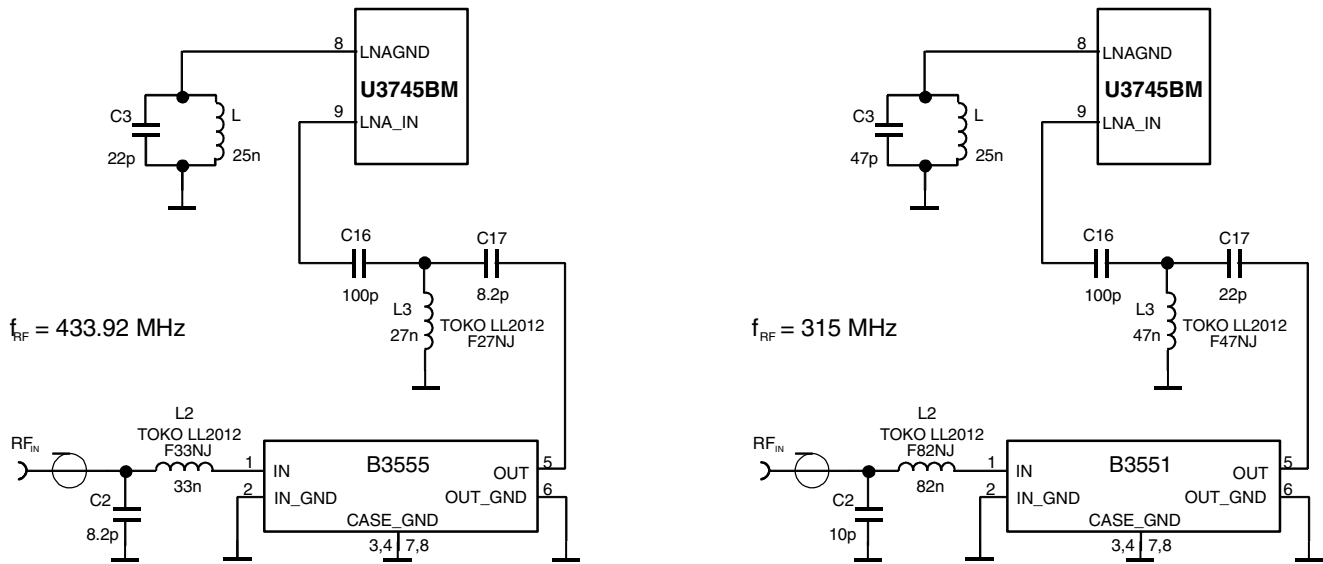 8
LNAGND
U3745BM
C3
L
9
LNA_IN
22p
25n
C16
C17
100p
8.2p
L3
27n
TOKO LL2012
F27NJ
fRF = 433.92 MHz
L2
TOKO LL2012
F33NJ
RFIN
33n
1
IN
B3555
OUT
5
2
IN_GND
OUT_GND
6
C2
8.2p
CASE_GND
3,4
7,8
8
LNAGND
U3745BM
C3
L
9
LNA_IN
47p
25n
C16
C17
100p
22p
L3
47n
TOKO LL2012
F47NJ
fRF = 315 MHz
L2
TOKO LL2012
F82NJ
RFIN
82n
1
IN
B3551
OUT
5
2
IN_GND
OUT_GND
6
C2
10p
CASE_GND
3,4
7,8